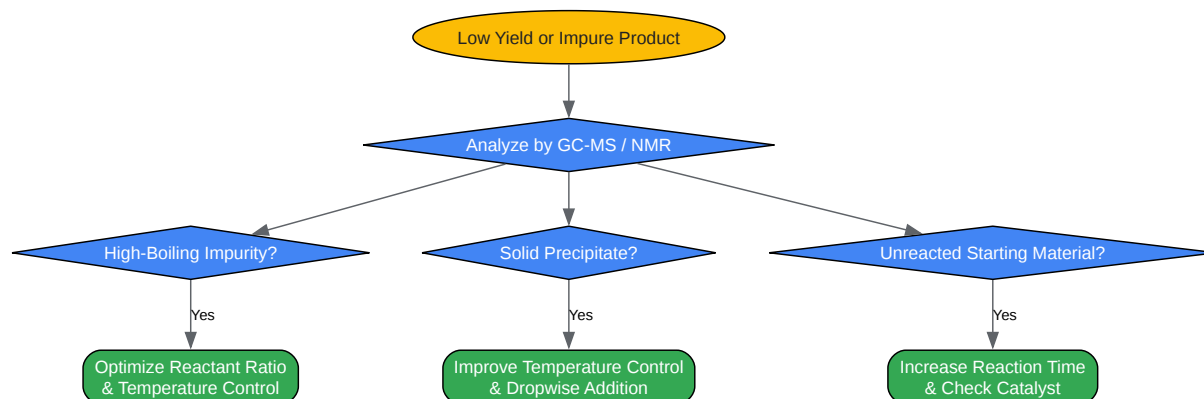 Low Yield or Impure Product
Analyze by GC-MS / NMR
High-Boiling Impurity?
Solid Precipitate?
Unreacted Starting Material?
Yes
Yes
Yes
Optimize Reactant Ratio
& Temperature Control
Improve Temperature Control
& Dropwise Addition
Increase Reaction Time
& Check Catalyst